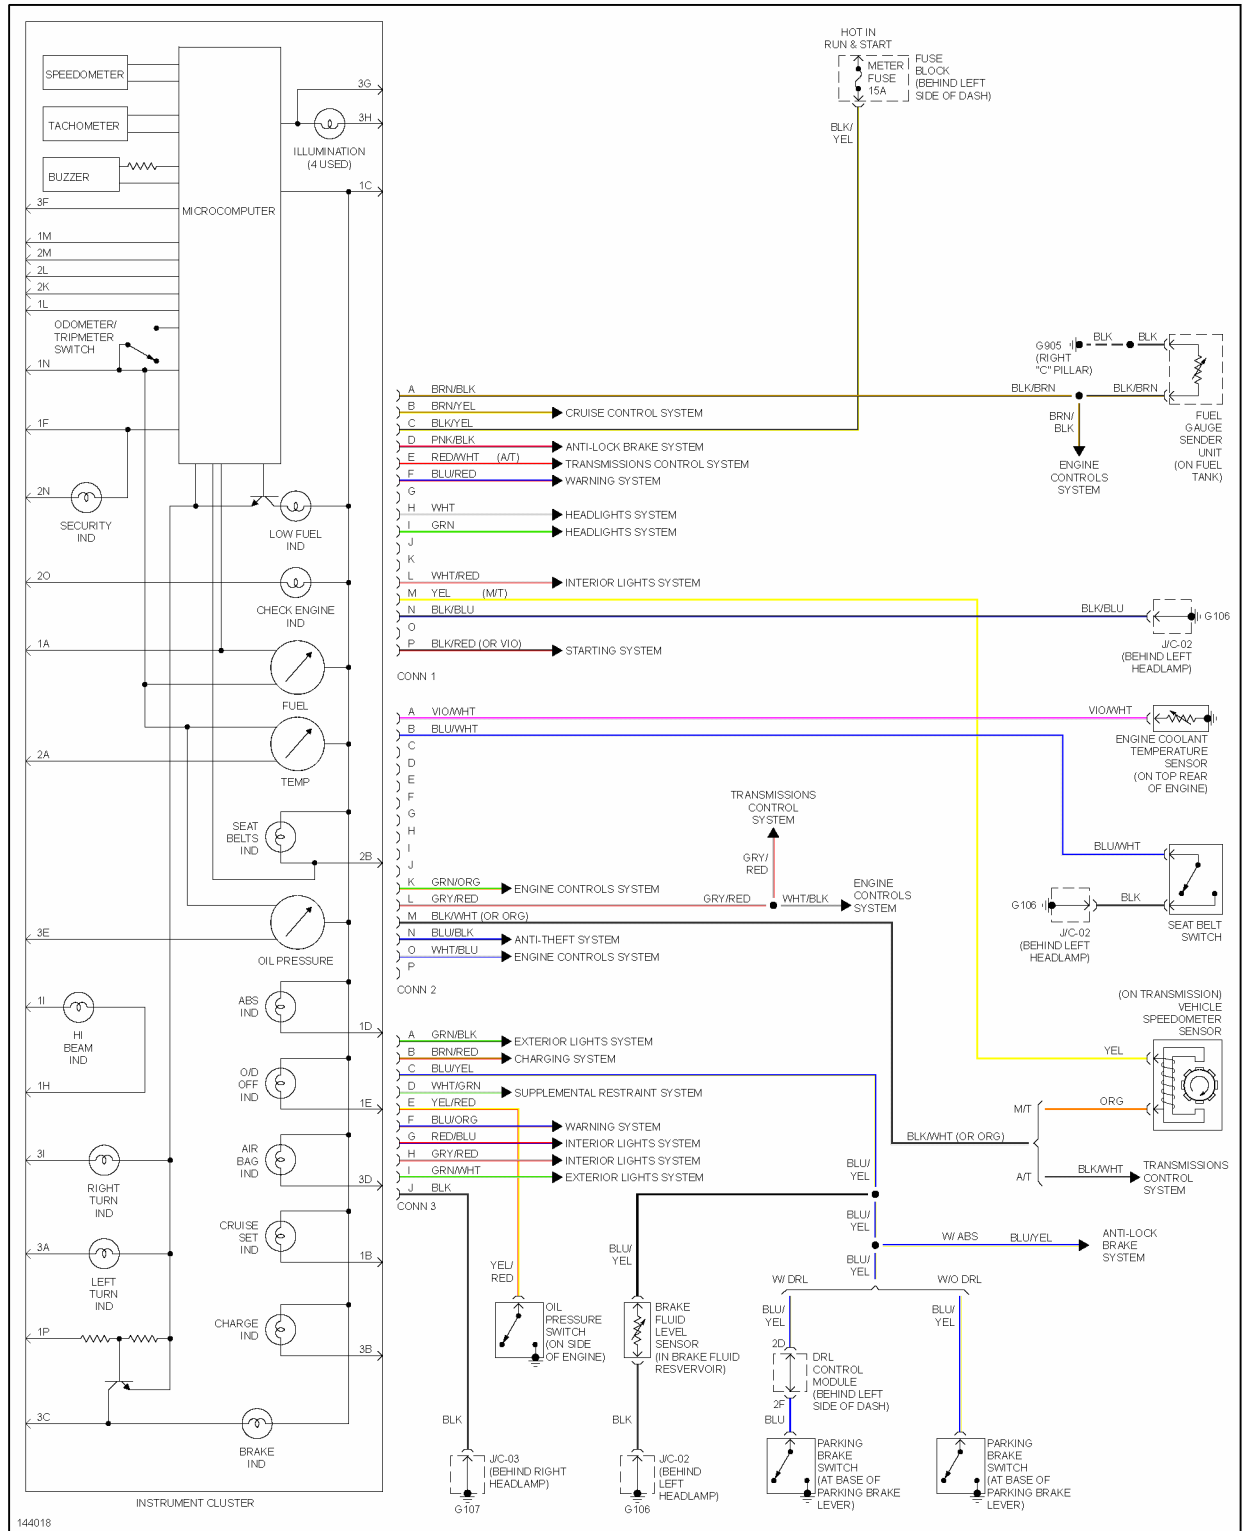 HOT IN
RUN & START
METER
FUSE
15A
FUSE
BLOCK
(BEHIND LEFT
SIDE OF DASH)
BLK/
YEL
SPEEDOMETER
TACHOMETER
BUZZER
3G
3H
ILLUMINATION
(4 USED)
1C
MICROCOMPUTER
3F
1M
2M
2L
2K
1L
ODOMETER/
TRIPMETER
SWITCH
1N
1F
2N
SECURITY
IND
LOW FUEL
IND
2O
CHECK ENGINE
IND
1A
FUEL
2A
TEMP
SEAT
BELTS
IND
2B
3E
OIL PRESSURE
ABS
IND
1D
1I
HI
BEAM
IND
1H
O/D
OFF
IND
1E
3I
RIGHT
TURN
IND
AIR
BAG
IND
3D
CRUISE
SET
IND
1B
3A
LEFT
TURN
IND
CHARGE
IND
3B
1P
3C
BRAKE
IND
INSTRUMENT CLUSTER
144018
A BRN/BLK
B BRN/YEL CRUISE CONTROL SYSTEM
C BLK/YEL
D PNK/BLK ANTI-LOCK BRAKE SYSTEM
E RED/WHT (A/T) TRANSMISSIONS CONTROL SYSTEM
F BLU/RED WARNING SYSTEM
G
H WHT HEADLIGHTS SYSTEM
I GRN HEADLIGHTS SYSTEM
J
K
L WHT/RED INTERIOR LIGHTS SYSTEM
M YEL (M/T)
N BLK/BLU
O
P BLK/RED (OR VIO) STARTING SYSTEM
CONN 1
G905
(RIGHT
"C" PILLAR)
BLK
BLK
BLK/BRN
BLK/BRN
BRN/
BLK
ENGINE
CONTROLS
SYSTEM
FUEL
GAUGE
SENDER
UNIT
(ON FUEL
TANK)
BLK/BLU
G106
J/C-02
(BEHIND LEFT
HEADLAMP)
A VIO/WHT
B BLU/WHT
C
D
E
F
G
H
I
J
K GRN/ORG ENGINE CONTROLS SYSTEM
L GRY/RED
M BLK/WHT (OR ORG)
N BLU/BLK ANTI-THEFT SYSTEM
O WHT/BLU ENGINE CONTROLS SYSTEM
P
CONN 2
VIO/WHT
ENGINE COOLANT
TEMPERATURE
SENSOR
(ON TOP REAR
OF ENGINE)
TRANSMISSIONS
CONTROL
SYSTEM
GRY/
RED
GRY/RED
WHT/BLK
ENGINE
CONTROLS
SYSTEM
BLU/WHT
G106
BLK
J/C-02
(BEHIND LEFT
HEADLAMP)
SEAT BELT
SWITCH
(ON TRANSMISSION)
VEHICLE
SPEEDOMETER
SENSOR
YEL
M/T
ORG
BLK/WHT (OR ORG)
A/T
BLK/WHT
TRANSMISSIONS
CONTROL
SYSTEM
A GRN/BLK EXTERIOR LIGHTS SYSTEM
B BRN/RED CHARGING SYSTEM
C BLU/YEL
D WHT/GRN SUPPLEMENTAL RESTRAINT SYSTEM
E YEL/RED
F BLU/ORG WARNING SYSTEM
G RED/BLU INTERIOR LIGHTS SYSTEM
H GRY/RED INTERIOR LIGHTS SYSTEM
I GRN/WHT EXTERIOR LIGHTS SYSTEM
J BLK
CONN 3
BLU/
YEL
BLU/
YEL
BLU/
YEL
W/ ABS
BLU/YEL
ANTI-LOCK
BRAKE
SYSTEM
YEL/
RED
OIL
PRESSURE
SWITCH
(ON SIDE
OF ENGINE)
BLU/
YEL
BRAKE
FLUID
LEVEL
SENSOR
(IN BRAKE FLUID
RESVERVOIR)
W/ DRL
W/O DRL
BLU/
YEL
BLU/
YEL
2D
DRL
CONTROL
MODULE
(BEHIND LEFT
SIDE OF DASH)
2F
BLU
BLK
BLK
J/C-03
(BEHIND RIGHT
HEADLAMP)
G107
J/C-02
(BEHIND
LEFT
HEADLAMP)
G106
PARKING
BRAKE
SWITCH
(AT BASE OF
PARKING BRAKE
LEVER)
PARKING
BRAKE
SWITCH
(AT BASE OF
PARKING BRAKE
LEVER)